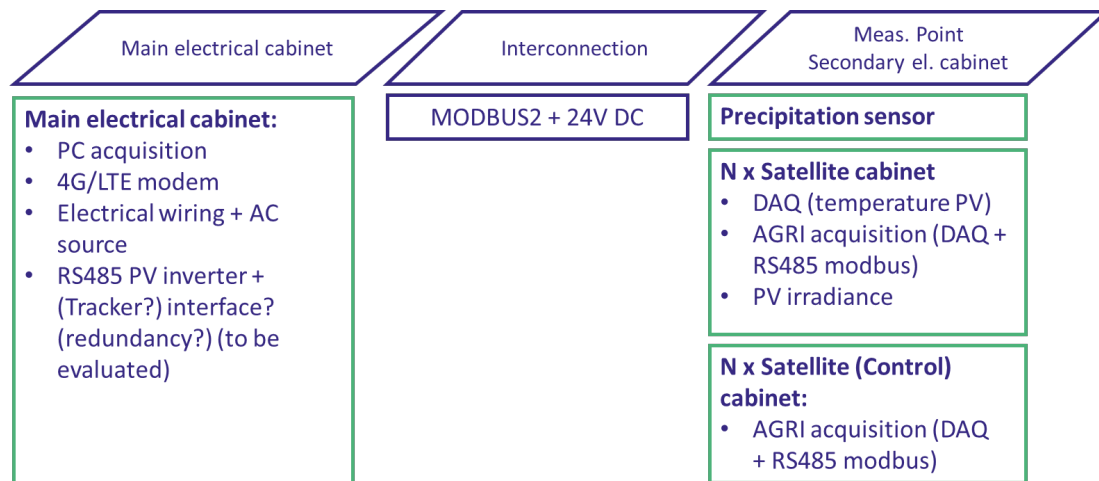 Main electrical cabinet
Interconnection
Meas. Point
Secondary el. cabinet
Main electrical cabinet:
• PC acquisition
• 4G/LTE modem
• Electrical wiring + AC
source
• RS485 PV inverter +
(Tracker?) interface?
(redundancy?) (to be
evaluated)
MODBUS2 + 24V DC
Precipitation sensor
N x Satellite cabinet
• DAQ (temperature PV)
• AGRI acquisition (DAQ +
RS485 modbus)
• PV irradiance
N x Satellite (Control)
cabinet:
• AGRI acquisition (DAQ
+ RS485 modbus)